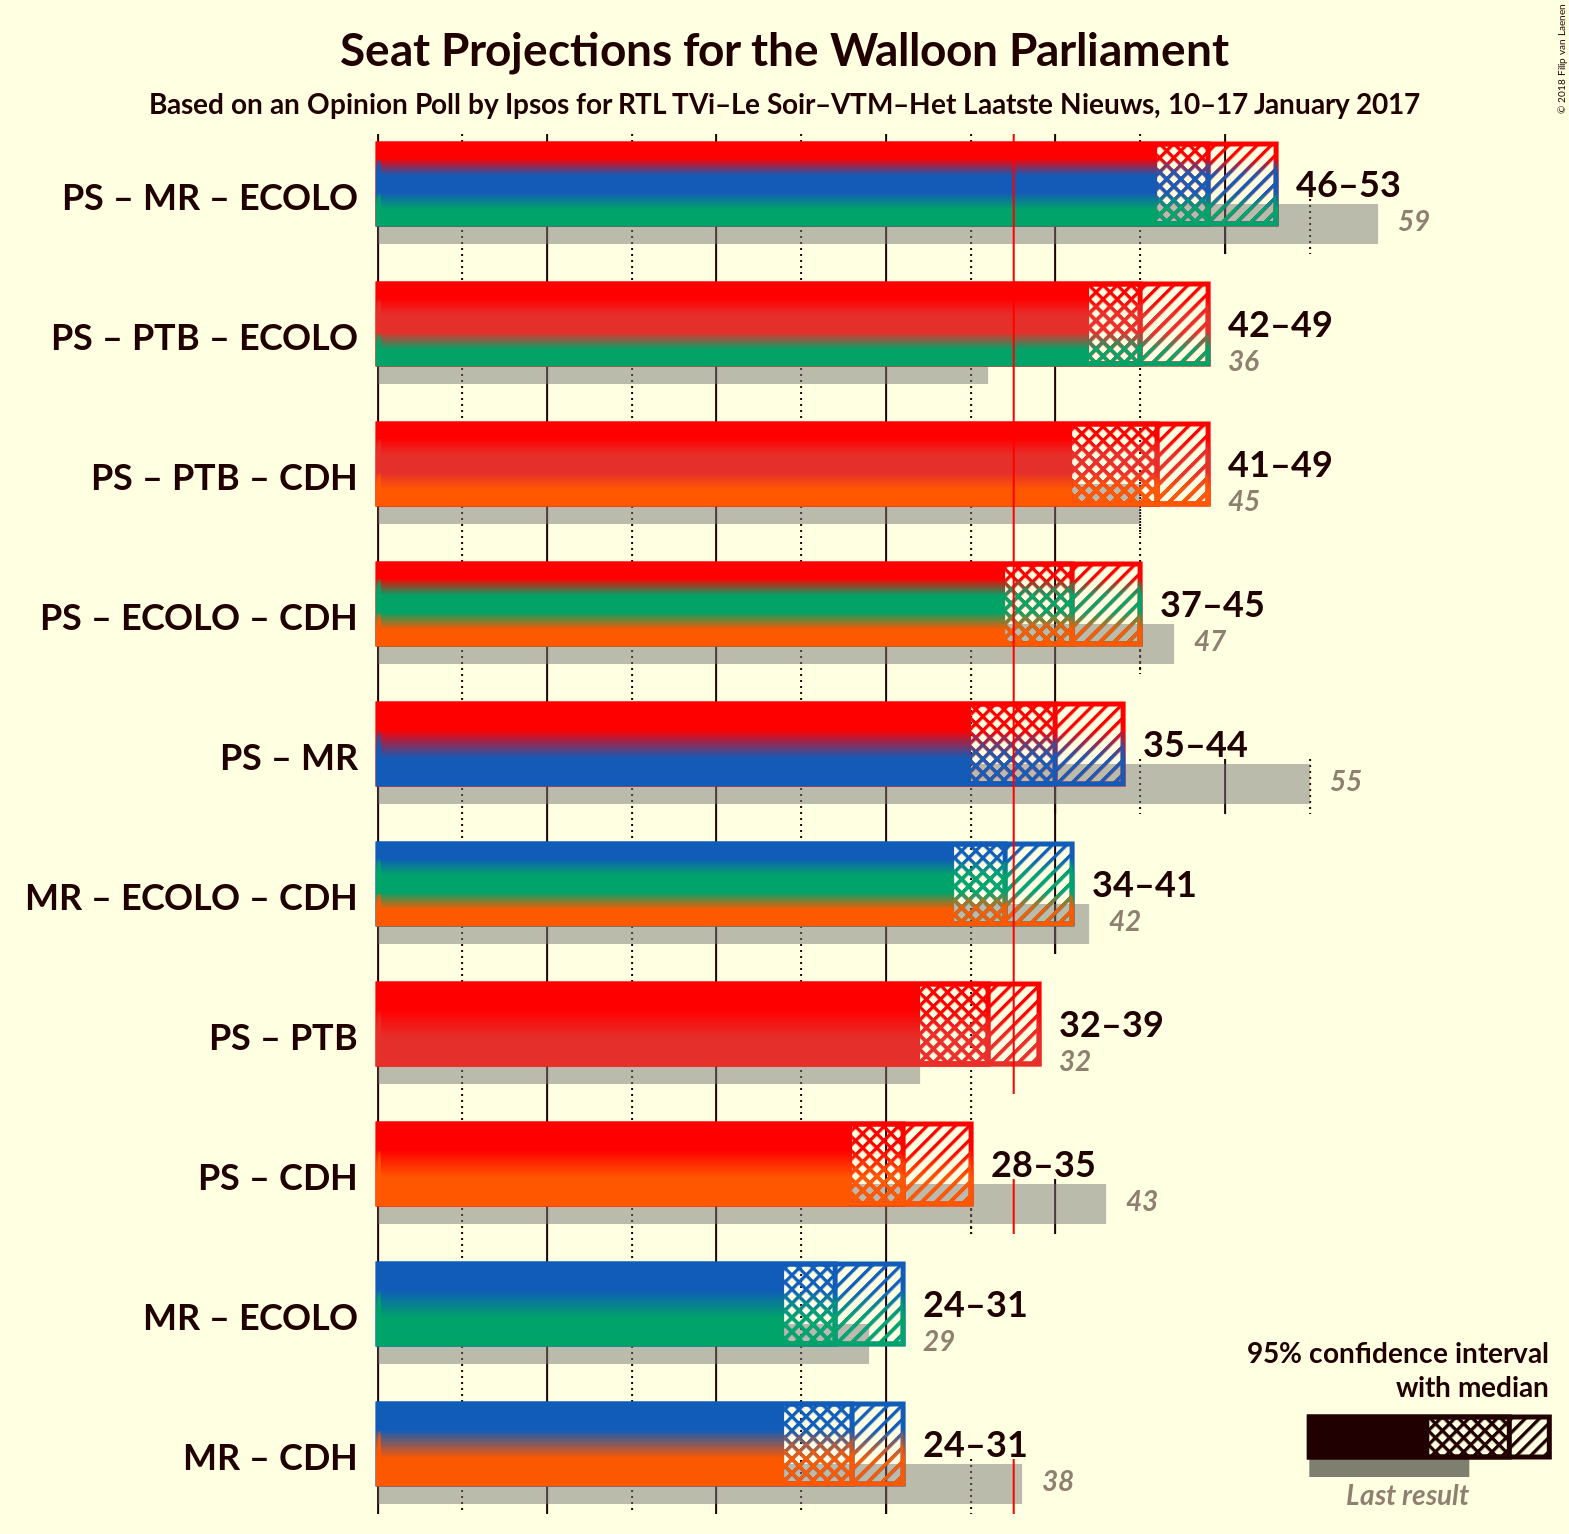 Seat Projections for the Walloon Parliament
Based on an Opinion Poll by Ipsos for RTL TVi–Le Soir–VTM–Het Laatste Nieuws, 10–17 January 2017
© 2018 Filip van Laenen
PS – MR – ECOLO
46–53
59
PS – PTB – ECOLO
42–49
36
PS – PTB – CDH
41–49
45
PS – ECOLO – CDH
37–45
47
PS – MR
35–44
55
MR – ECOLO – CDH
34–41
42
PS – PTB
32–39
32
PS – CDH
28–35
43
MR – ECOLO
24–31
29
MR – CDH
24–31
38
95% confidence interval
with median
Last result